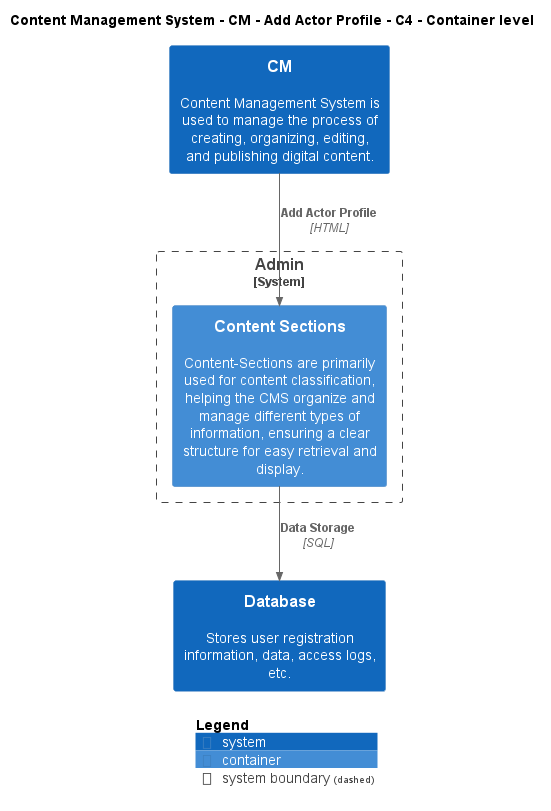 Content Management System - CM - Add Actor Profile - C4 - Container level
CM
Content Management System is
used to manage the process of
creating, organizing, editing,
and publishing digital content.
Add Actor Profile
[HTML]
Admin
[System]
Content Sections
Content-Sections are primarily
used for content classification,
helping the CMS organize and
manage different types of
information, ensuring a clear
structure for easy retrieval and
display.
Data Storage
[SQL]
Database
Stores user registration
information, data, access logs,
etc.
Legend
system
container
system boundary (dashed)